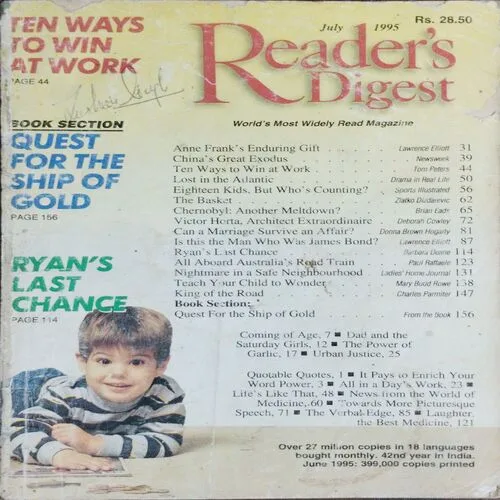 TEN WAYS
TO WIN
AT WORK
PAGE 44
July 1995
Rs. 28.50
Reader's
Digest
World's Most Widely Read Magazine
BOOK SECTION
QUEST
FOR THE
SHIP OF
GOLD
PAGE 156
RYAN'S
LAST
CHANCE
PAGE 114
Anne Frank's Enduring Gift . . . . . . . Lawrence Elliott 31
China's Great Exodus . . . . . . . Newsweek 39
Ten Ways to Win at Work . . . . . . . Tom Peters 44
Lost in the Adlantic . . . . . . . Drama in Real Life 50
Eighteen Kids, But Who's Counting? . . Sports Illustrated 56
The Basket . . . . . . . Zlatko Dizdarevic 62
Chernobyl: Another Meltdown? . . . . . . . Brian Eads 65
Victor Horta, Architect Extraordinaire . . Deborah Cowley 72
Can a Marriage Survive an Affair? Donna Brown Hogarty 81
Is this the Man Who Was James Bond? Lawrence Elliott 87
Ryan's Last Chance . . . . . . . Barbara 114
All Aboard Australia's Road Train . . . . Paul Raffaele 123
Nightmare in a Safe Neighbourhood Ladies' Home Journal 131
Teach Your Child to Wonder . . . . Mary Budd Rowe 138
King of the Road . . . . . . . Charles Parmiter 147
Book Section:
Quest For the Ship of Gold . . . . . . . From the Book 156
Coming of Age, 7 ■ Dad and the
Saturday Girls, 12 ■ The Power of
Garlic, 17 ■ Urban Justice, 25
Quotable Quotes, 1 ■ It Pays to Enrich Your
Word Power, 3 ■ All in a Day's Work, 23 ■
Life's Like That, 48 ■ News from the World of
Medicine, 60 ■ Towards More Picturesque
Speech, 71 ■ The Verbal Edge, 85 ■ Laughter,
the Best Medicine, 121
Over 27 million copies in 18 languages
bought monthly. 42nd year in India.
June 1995: 399,000 copies printed